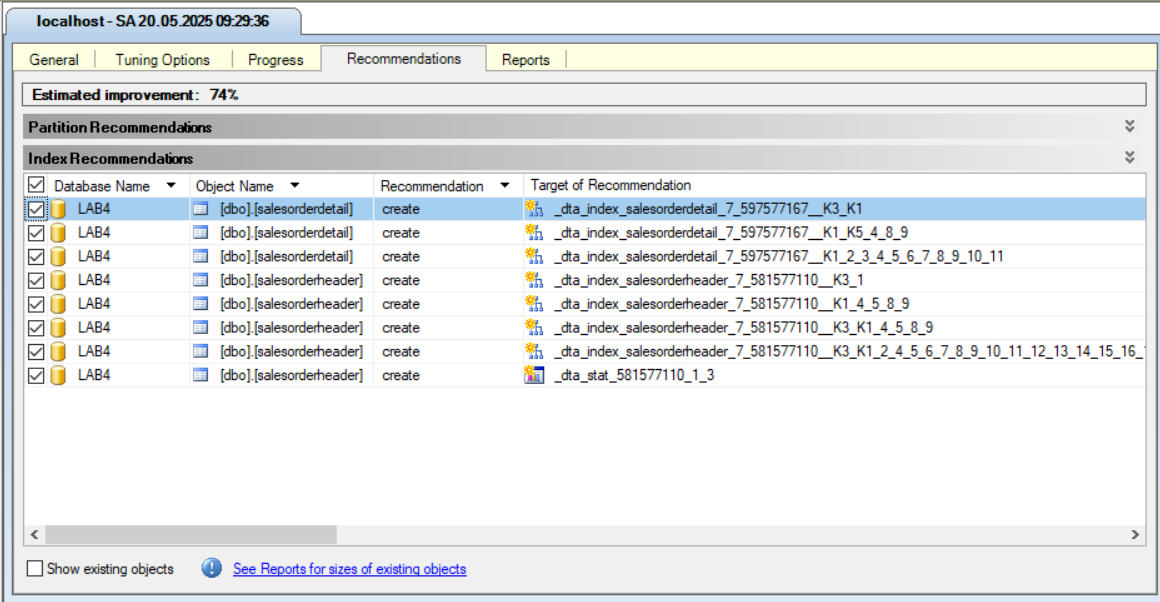 localhost - SA 20.05.2025 09:29:36
General Tuning Options Progress Recommendations Reports
Estimated improvement: 74%
Partition Recommendations
Index Recommendations
Database Name Object Name Recommendation Target of Recommendation
LAB4 [dbo].[salesorderdetail] create _dta_index_salesorderdetail_7_597577167__K3_K1
LAB4 [dbo].[salesorderdetail] create _dta_index_salesorderdetail_7_597577167__K1_K5_4_8_9
LAB4 [dbo].[salesorderdetail] create _dta_index_salesorderdetail_7_597577167__K1_2_3_4_5_6_7_8_9_10_11
LAB4 [dbo].[salesorderheader] create _dta_index_salesorderheader_7_581577110__K3_1
LAB4 [dbo].[salesorderheader] create _dta_index_salesorderheader_7_581577110__K1_4_5_8_9
LAB4 [dbo].[salesorderheader] create _dta_index_salesorderheader_7_581577110__K3_K1_4_5_8_9
LAB4 [dbo].[salesorderheader] create _dta_index_salesorderheader_7_581577110__K3_K1_2_4_5_6_7_8_9_10_11_12_13_14_15_16_
LAB4 [dbo].[salesorderheader] create _dta_stat_581577110_1_3
Show existing objects See Reports for sizes of existing objects